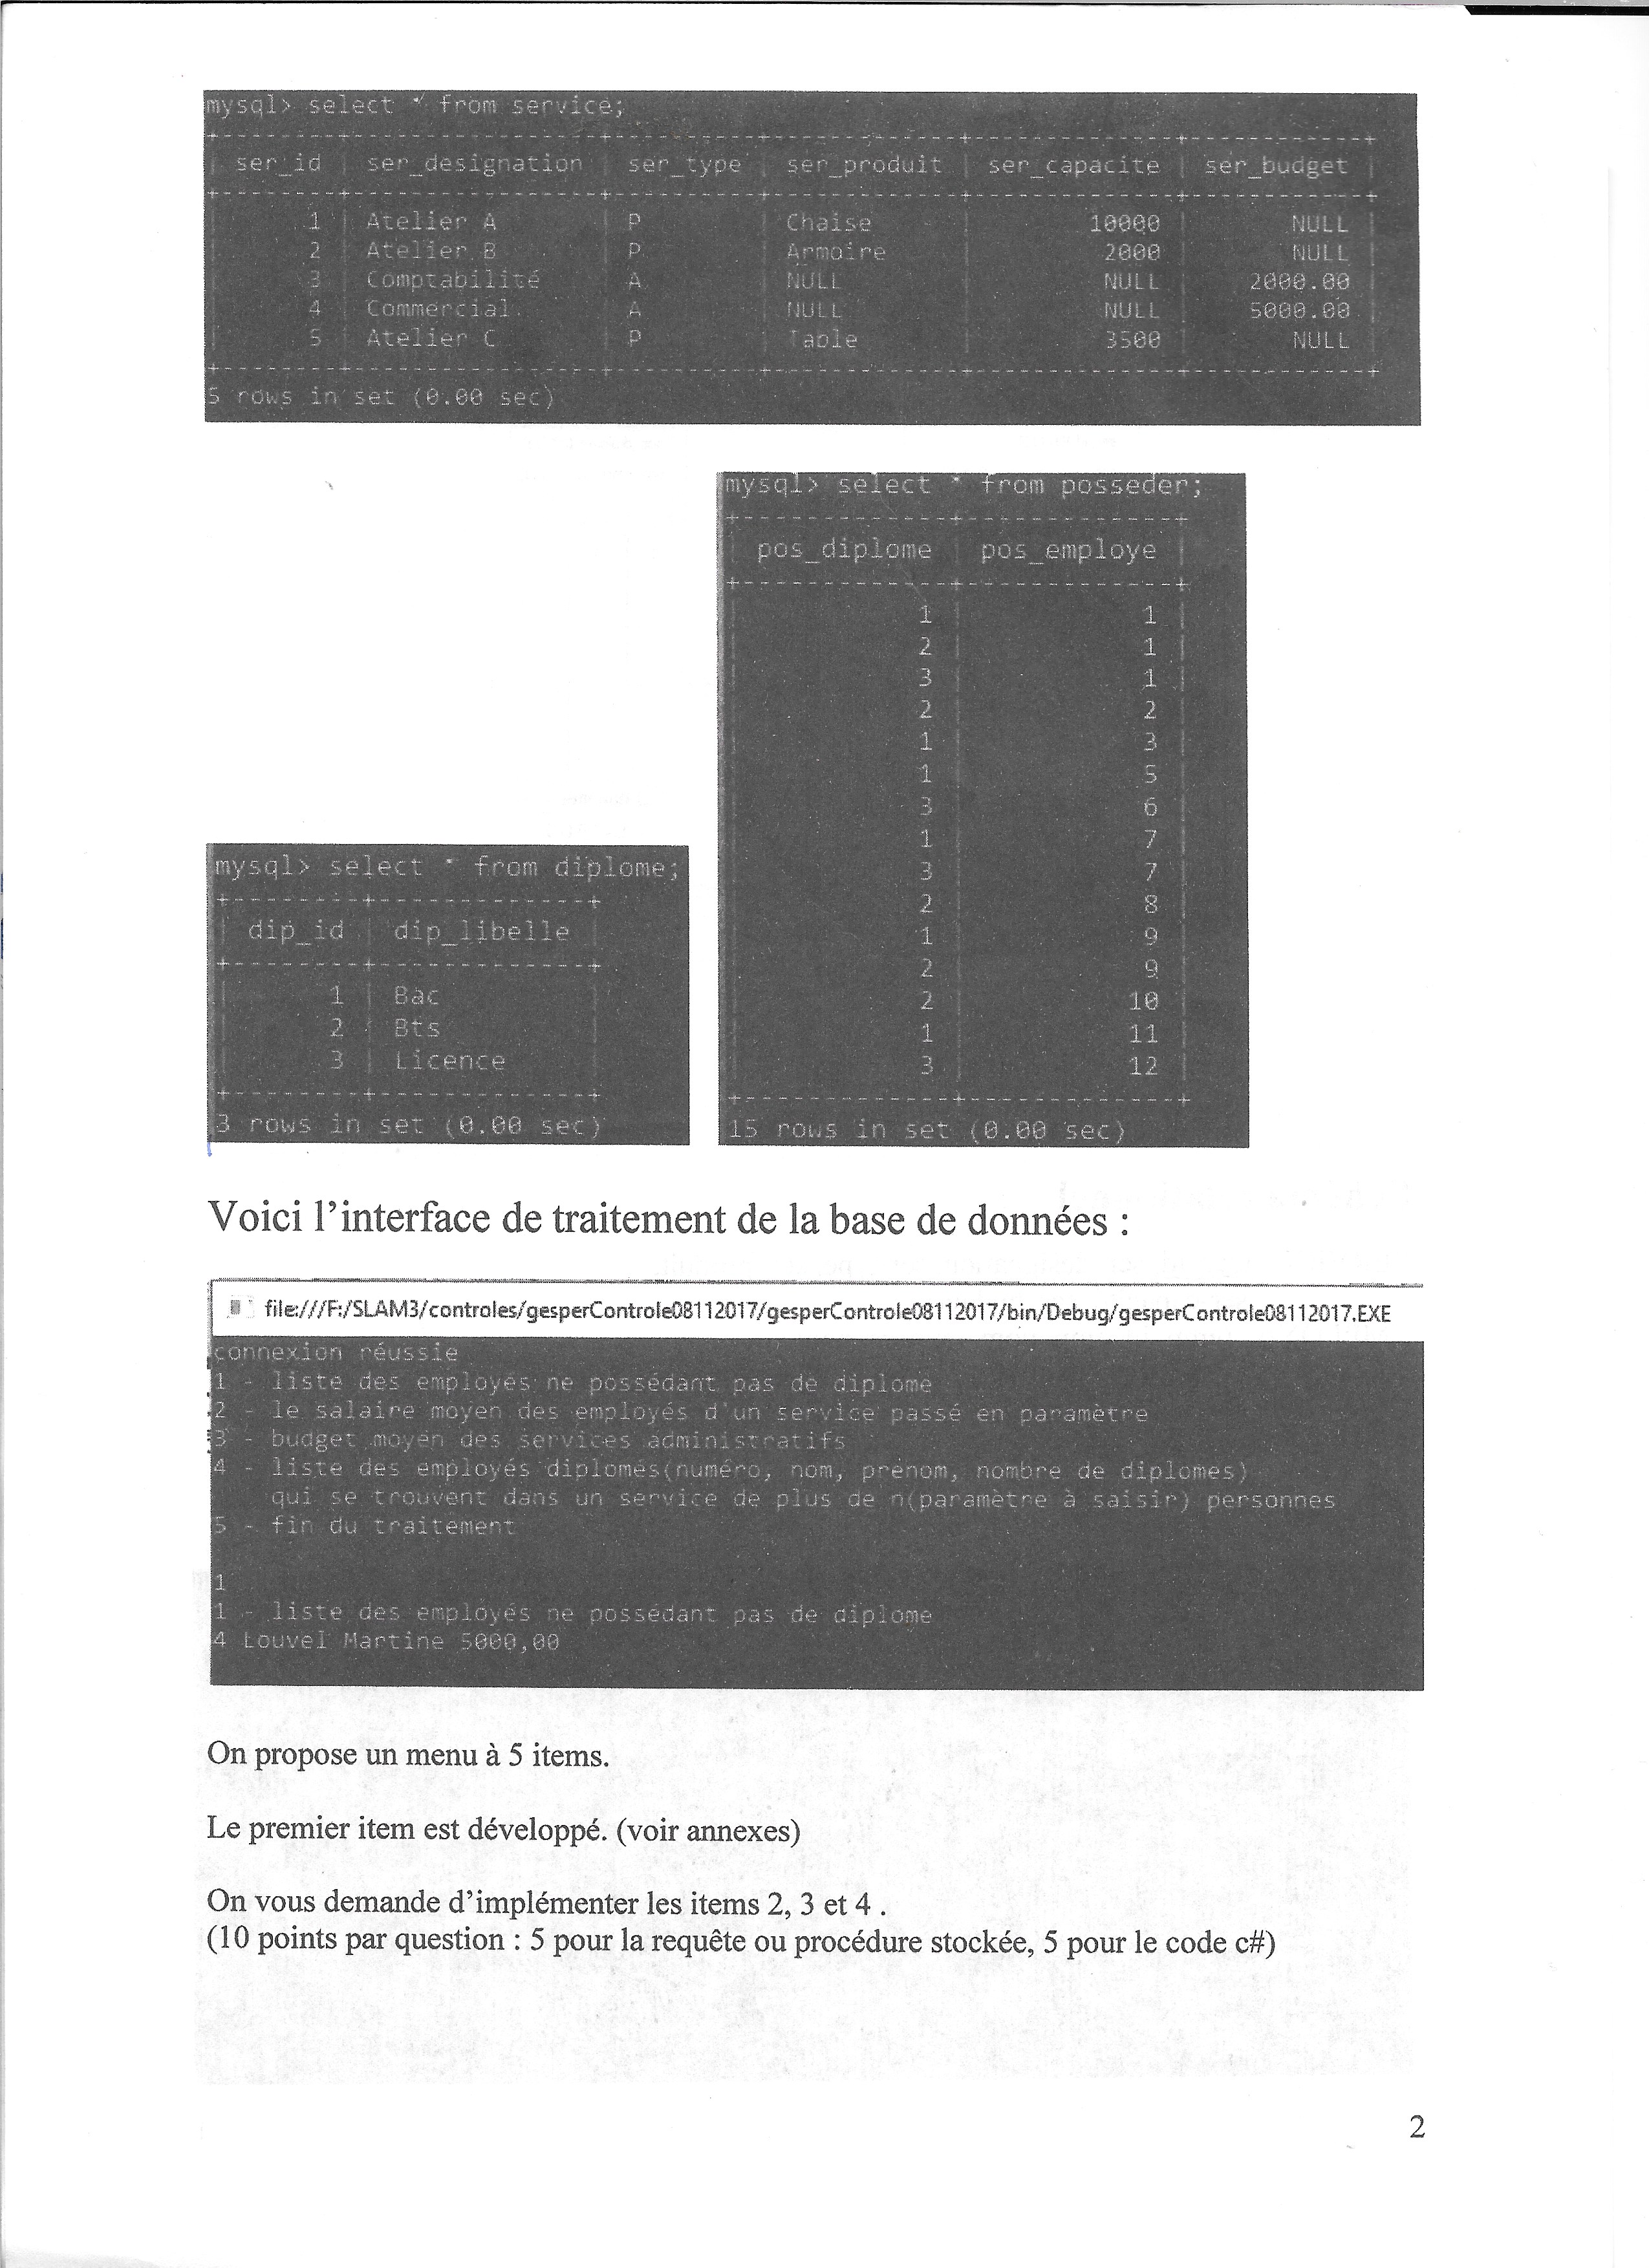 mysql> select * from service;
ser_id | ser_designation | ser_type | ser_produit | ser_capacite | ser_budget
1 | Atelier A | P | Chaise | 10000 | NULL
2 | Atelier B | P | Armoire | 2000 | NULL
3 | Comptabilité | A | NULL | NULL | 2000.00
4 | Commercial | A | NULL | NULL | 5000.00
5 | Atelier C | P | Table | 3500 | NULL
5 rows in set (0.00 sec)
mysql> select * from posseder;
pos_diplome | pos_employe
1 | 1
2 | 1
3 | 1
2 | 2
1 | 3
1 | 5
3 | 6
1 | 7
3 | 7
2 | 8
1 | 9
2 | 9
2 | 10
1 | 11
3 | 12
15 rows in set (0.00 sec)
mysql> select * from diplome;
dip_id | dip_libelle
1 | Bac
2 | Bts
3 | Licence
3 rows in set (0.00 sec)
Voici l'interface de traitement de la base de données :
file:///F:/SLAM3/controles/gesperControle08112017/gesperControle08112017/bin/Debug/gesperControle08112017.EXE
connexion réussie
1 - liste des employés ne possédant pas de diplome
2 - le salaire moyen des employés d'un service passé en paramètre
3 - budget moyen des services administratifs
4 - liste des employés diplomés(numéro, nom, prénom, nombre de diplomes)
qui se trouvent dans un service de plus de n(paramètre à saisir) personnes
5 - fin du traitement
1
1 - liste des employés ne possédant pas de diplome
4 Louvel Martine 5000,00
On propose un menu à 5 items.
Le premier item est développé. (voir annexes)
On vous demande d'implémenter les items 2, 3 et 4 .
(10 points par question : 5 pour la requête ou procédure stockée, 5 pour le code c#)
2